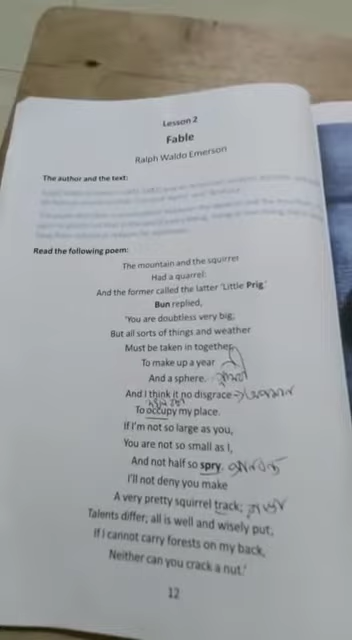 Lesson 2
Fable
Ralph Waldo Emerson
The author and the text:
Read the following poem:
The mountain and the squirrel
Had a quarrel:
And the former called the latter 'Little Prig.'
Bun replied,
'You are doubtless very big;
But all sorts of things and weather
Must be taken in together,
To make up a year
And a sphere.
And I think it no disgrace
To occupy my place.
If I'm not so large as you,
You are not so small as I,
And not half so spry.
I'll not deny you make
A very pretty squirrel track;
Talents differ; all is well and wisely put;
If I cannot carry forests on my back,
Neither can you crack a nut.'
12